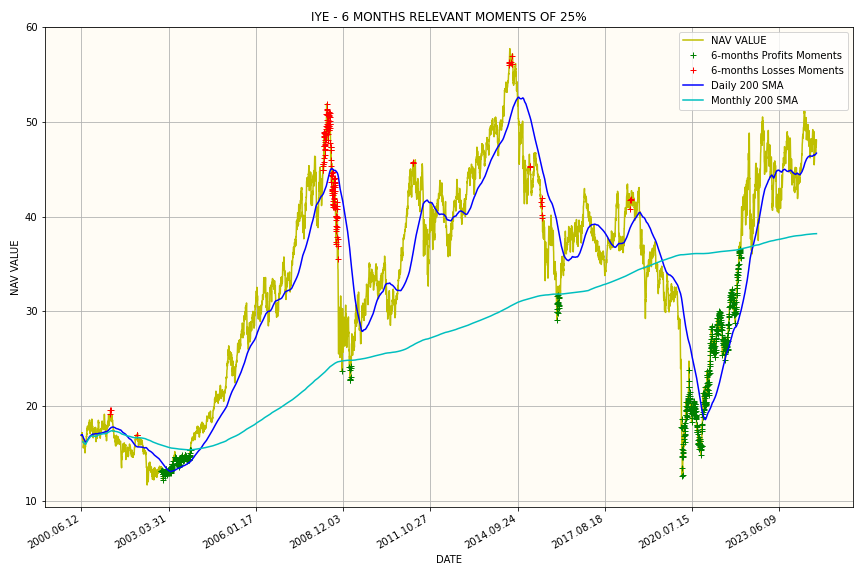 IYE - 6 MONTHS RELEVANT MOMENTS OF 25%
NAV VALUE
6-months Profits Moments
6-months Losses Moments
Daily 200 SMA
Monthly 200 SMA
60
50
40
30
20
10
NAV VALUE
2000.06.12
2003.03.31
2006.01.17
2008.12.03
2011.10.27
2014.09.24
2017.08.18
2020.07.15
2023.06.09
DATE